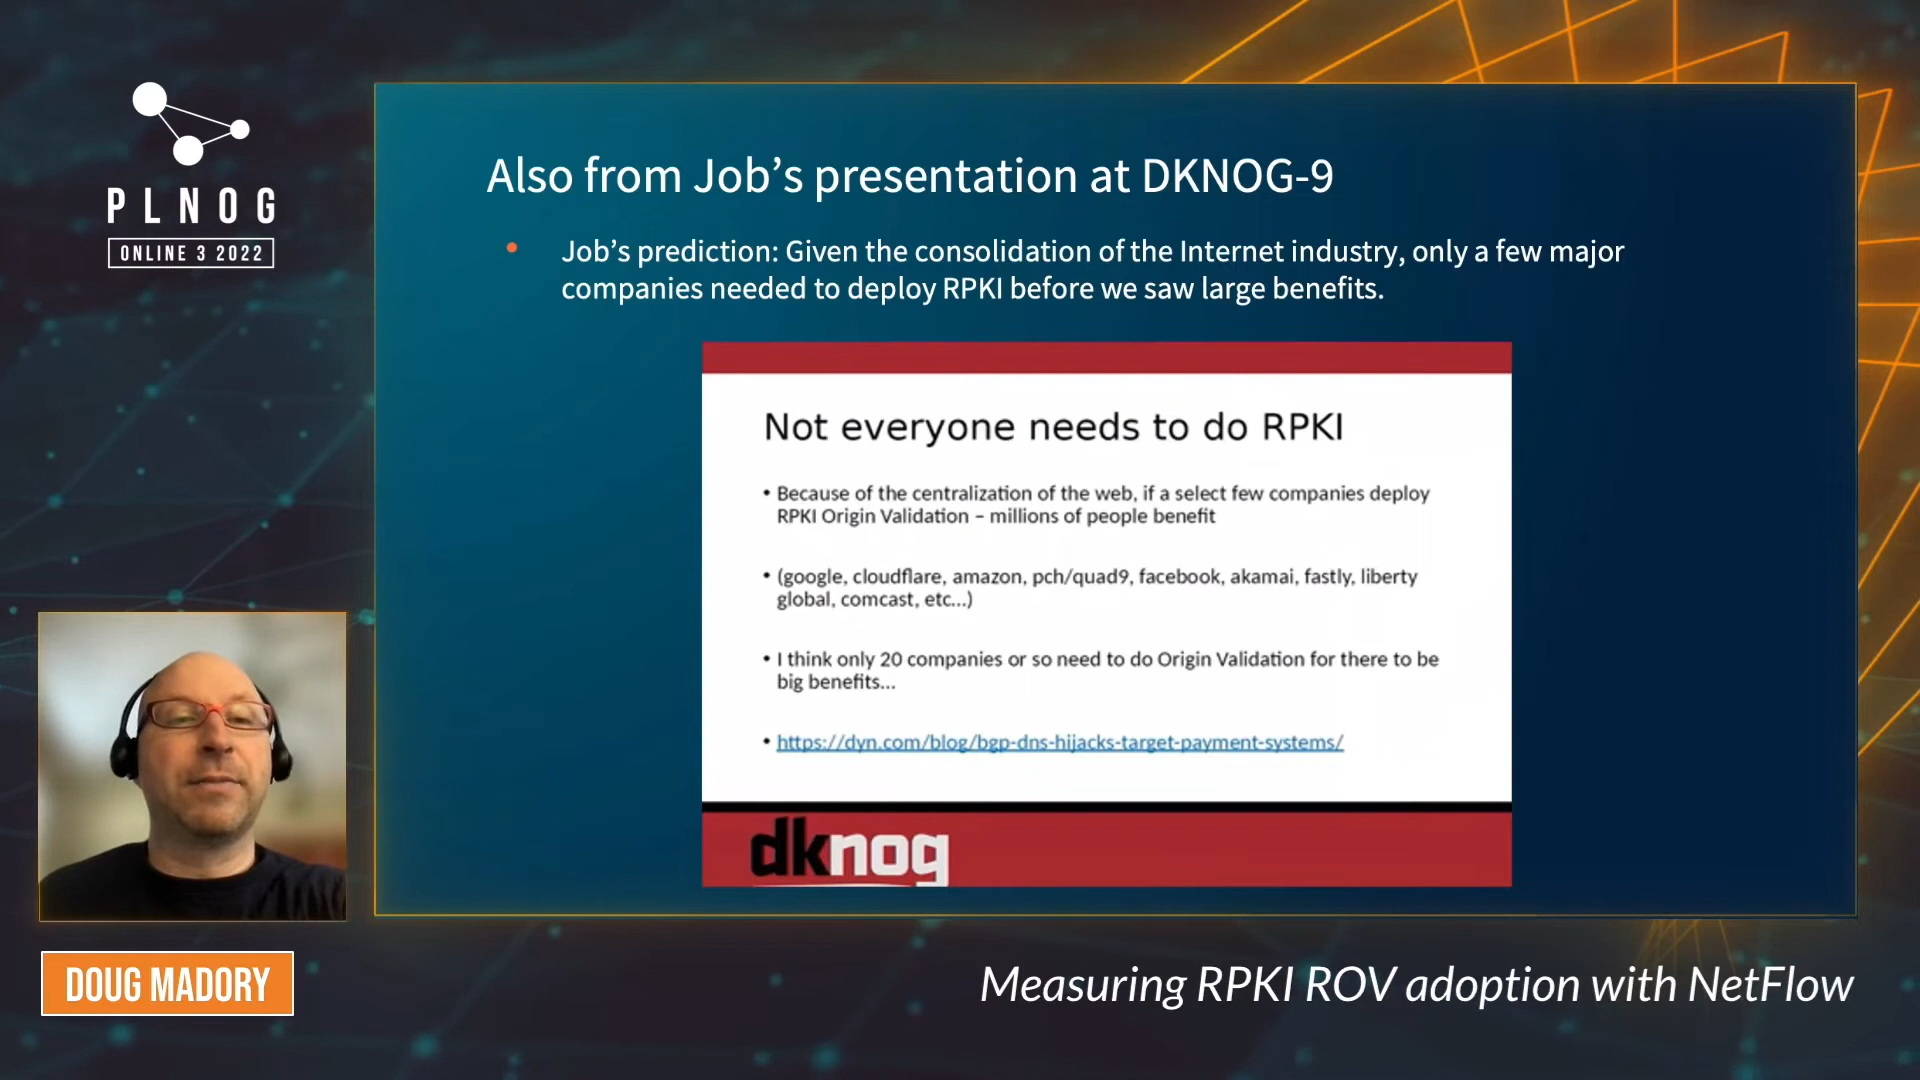 PLNOG
ONLINE 3 2022
Also from Job's presentation at DKNOG-9
• Job's prediction: Given the consolidation of the Internet industry, only a few major
companies needed to deploy RPKI before we saw large benefits.
Not everyone needs to do RPKI
• Because of the centralization of the web, if a select few companies deploy
RPKI Origin Validation – millions of people benefit
• (google, cloudflare, amazon, pch/quad9, facebook, akamai, fastly, liberty
global, comcast, etc...)
• I think only 20 companies or so need to do Origin Validation for there to be
big benefits...
• https://dyn.com/blog/bgp-dns-hijacks-target-payment-systems/
dknog
DOUG MADORY
Measuring RPKI ROV adoption with NetFlow